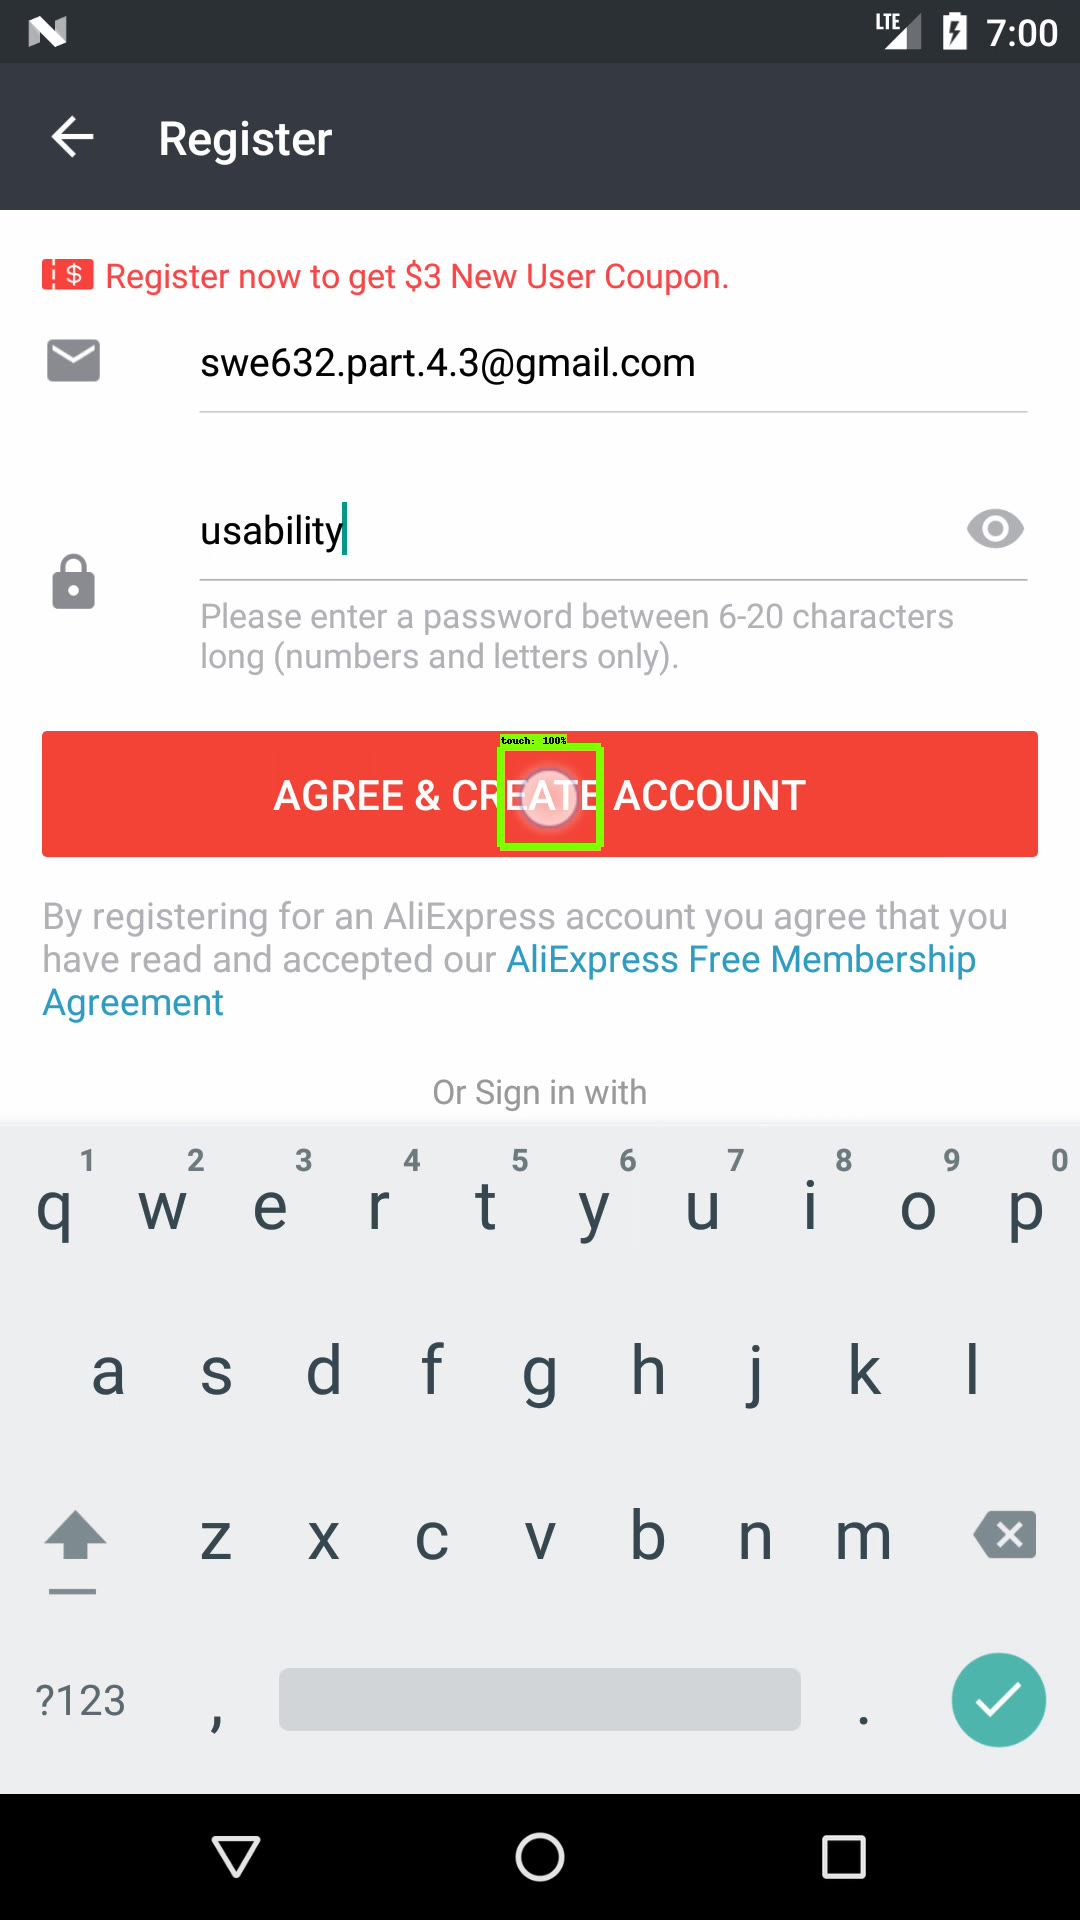 LTE 7:00
Register
$ Register now to get $3 New User Coupon.
swe632.part.4.3@gmail.com
usability
Please enter a password between 6-20 characters
long (numbers and letters only).
touch: 100%
AGREE & CREATE ACCOUNT
By registering for an AliExpress account you agree that you
have read and accepted our AliExpress Free Membership
Agreement
Or Sign in with
1 2 3 4 5 6 7 8 9 0
q w e r t y u i o p
a s d f g h j k l
z x c v b n m
?123 , .